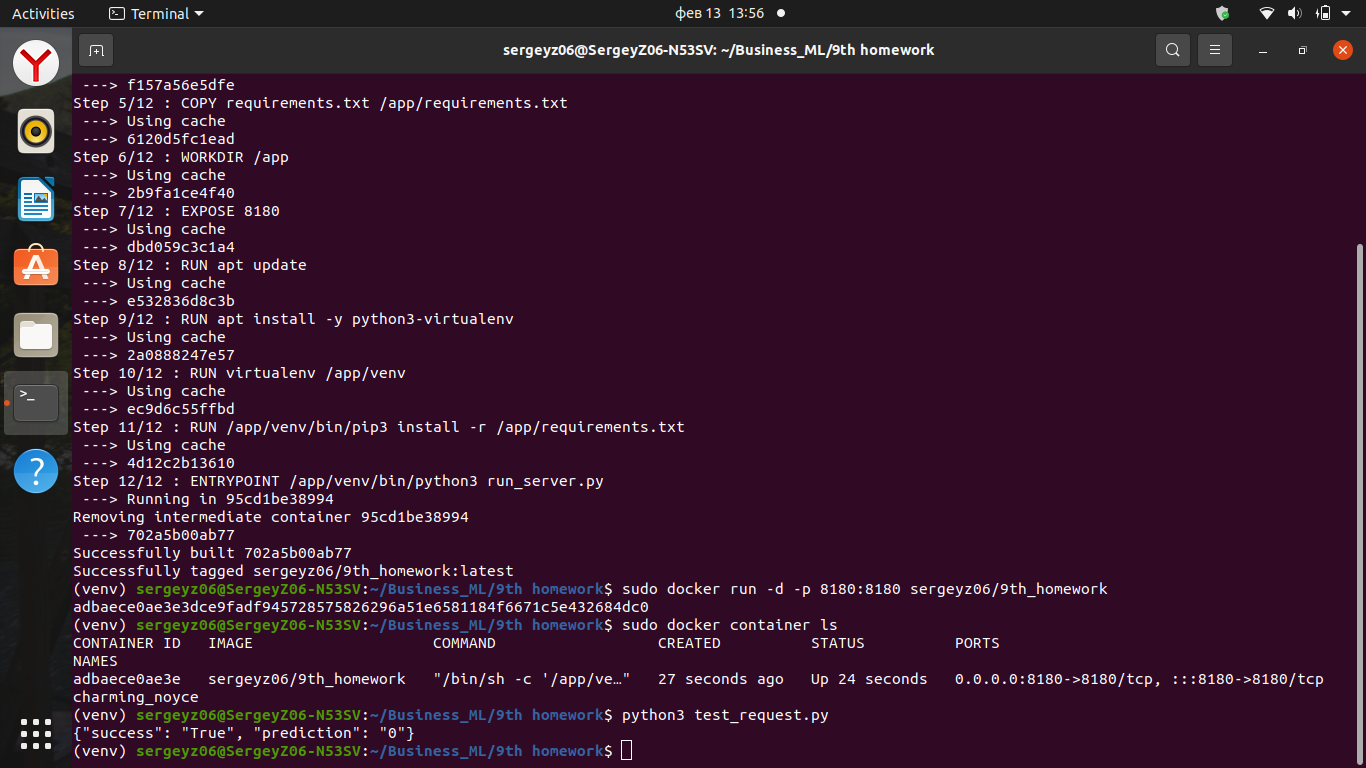 Activities Terminal фев 13 13:56
sergeyz06@SergeyZ06-N53SV: ~/Business_ML/9th homework
---> f157a56e5dfe
Step 5/12 : COPY requirements.txt /app/requirements.txt
---> Using cache
---> 6120d5fc1ead
Step 6/12 : WORKDIR /app
---> Using cache
---> 2b9fa1ce4f40
Step 7/12 : EXPOSE 8180
---> Using cache
---> dbd059c3c1a4
Step 8/12 : RUN apt update
---> Using cache
---> e532836d8c3b
Step 9/12 : RUN apt install -y python3-virtualenv
---> Using cache
---> 2a0888247e57
Step 10/12 : RUN virtualenv /app/venv
---> Using cache
---> ec9d6c55ffbd
Step 11/12 : RUN /app/venv/bin/pip3 install -r /app/requirements.txt
---> Using cache
---> 4d12c2b13610
Step 12/12 : ENTRYPOINT /app/venv/bin/python3 run_server.py
---> Running in 95cd1be38994
Removing intermediate container 95cd1be38994
---> 702a5b00ab77
Successfully built 702a5b00ab77
Successfully tagged sergeyz06/9th_homework:latest
(venv) sergeyz06@SergeyZ06-N53SV:~/Business_ML/9th homework$ sudo docker run -d -p 8180:8180 sergeyz06/9th_homework
adbaece0ae3e3dce9fadf945728575826296a51e6581184f6671c5e432684dc0
(venv) sergeyz06@SergeyZ06-N53SV:~/Business_ML/9th homework$ sudo docker container ls
CONTAINER ID IMAGE COMMAND CREATED STATUS PORTS
NAMES
adbaece0ae3e sergeyz06/9th_homework "/bin/sh -c '/app/ve…" 27 seconds ago Up 24 seconds 0.0.0.0:8180->8180/tcp, :::8180->8180/tcp
charming_noyce
(venv) sergeyz06@SergeyZ06-N53SV:~/Business_ML/9th homework$ python3 test_request.py
{"success": "True", "prediction": "0"}
(venv) sergeyz06@SergeyZ06-N53SV:~/Business_ML/9th homework$